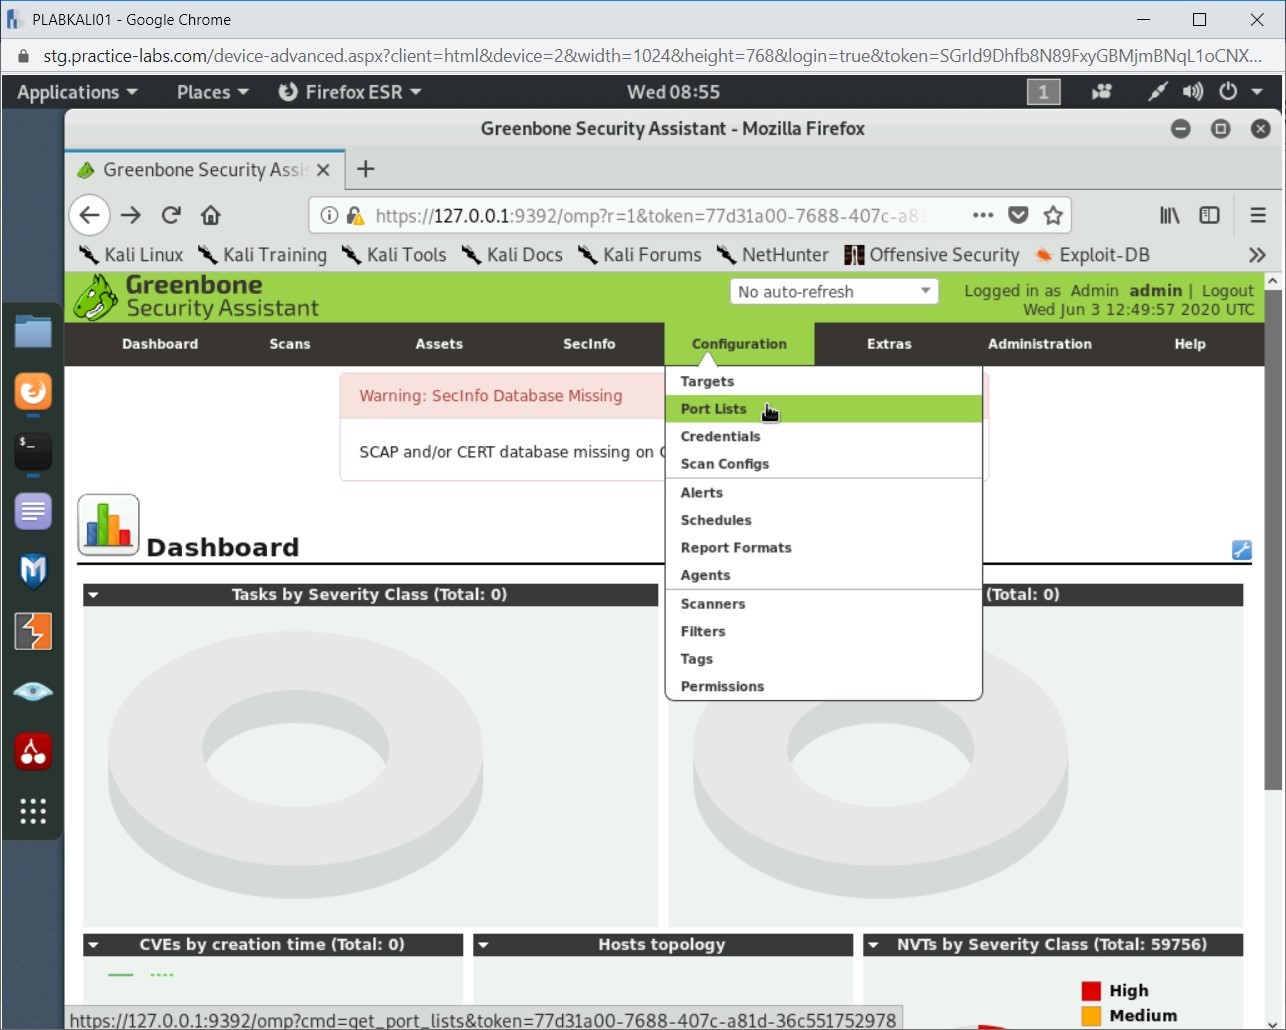 PLABKALI01 - Google Chrome
stg.practice-labs.com/device-advanced.aspx?client=html&device=2&width=1024&height=768&login=true&token=SGrId9Dhfb8N89FxyGBMjmBNqL1oCNX...
Applications Places Firefox ESR Wed 08:55 1
Greenbone Security Assistant - Mozilla Firefox
Greenbone Security Assis
https://127.0.0.1:9392/omp?r=1&token=77d31a00-7688-407c-a81
Kali Linux Kali Training Kali Tools Kali Docs Kali Forums NetHunter Offensive Security Exploit-DB
Greenbone
Security Assistant
No auto-refresh
Logged in as Admin admin | Logout
Wed Jun 3 12:49:57 2020 UTC
Dashboard Scans Assets SecInfo Configuration Extras Administration Help
Targets
Port Lists
Credentials
Scan Configs
Alerts
Schedules
Report Formats
Agents
Scanners
Filters
Tags
Permissions
Warning: SecInfo Database Missing
SCAP and/or CERT database missing on
Dashboard
Tasks by Severity Class (Total: 0)
(Total: 0)
CVEs by creation time (Total: 0)
Hosts topology
NVTs by Severity Class (Total: 59756)
High
Medium
https://127.0.0.1:9392/omp?cmd=get_port_lists&token=77d31a00-7688-407c-a81d-36c551752978